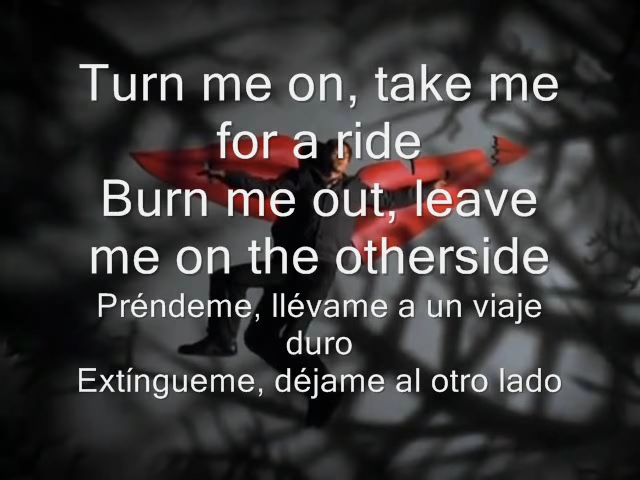 Turn me on, take me
for a ride
Burn me out, leave
me on the otherside
Préndeme, llévame a un viaje
duro
Extíngueme, déjame al otro lado